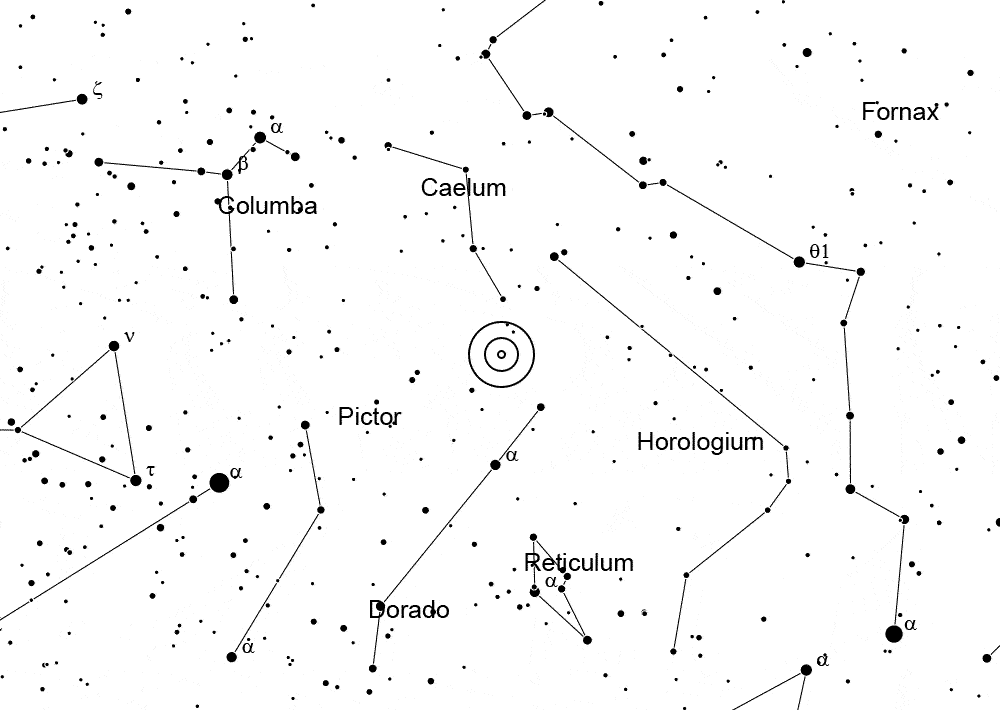 ζ
Fornax
α
β
Caelum
Columba
θ1
ν
Pictor
Horologium
α
τ
α
Reticulum
α
Dorado
α
α
α